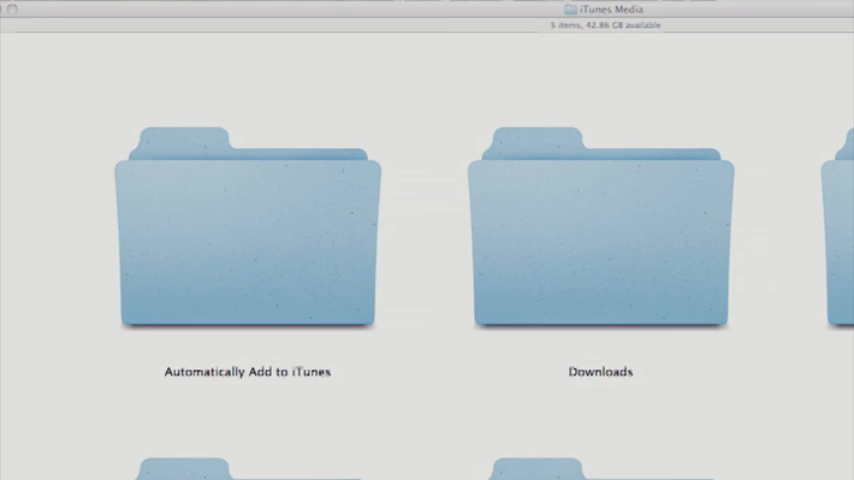 iTunes Media
5 items, 42.86 GB available
Automatically Add to iTunes
Downloads